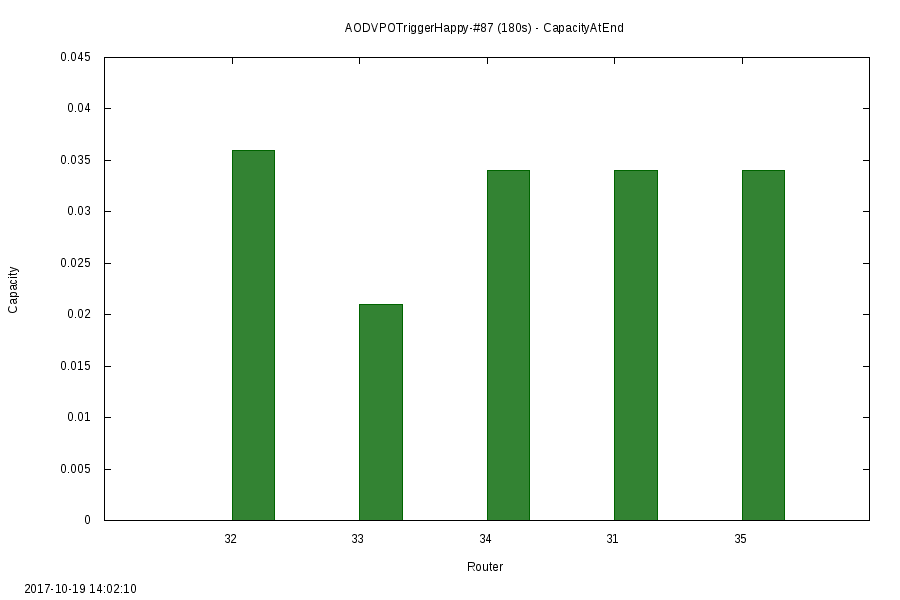 AODVPOTriggerHappy-#87 (180s) - CapacityAtEnd
0.045
0.04
0.035
0.03
0.025
0.02
0.015
0.01
0.005
0
Capacity
32 33 34 31 35
Router
2017-10-19 14:02:10